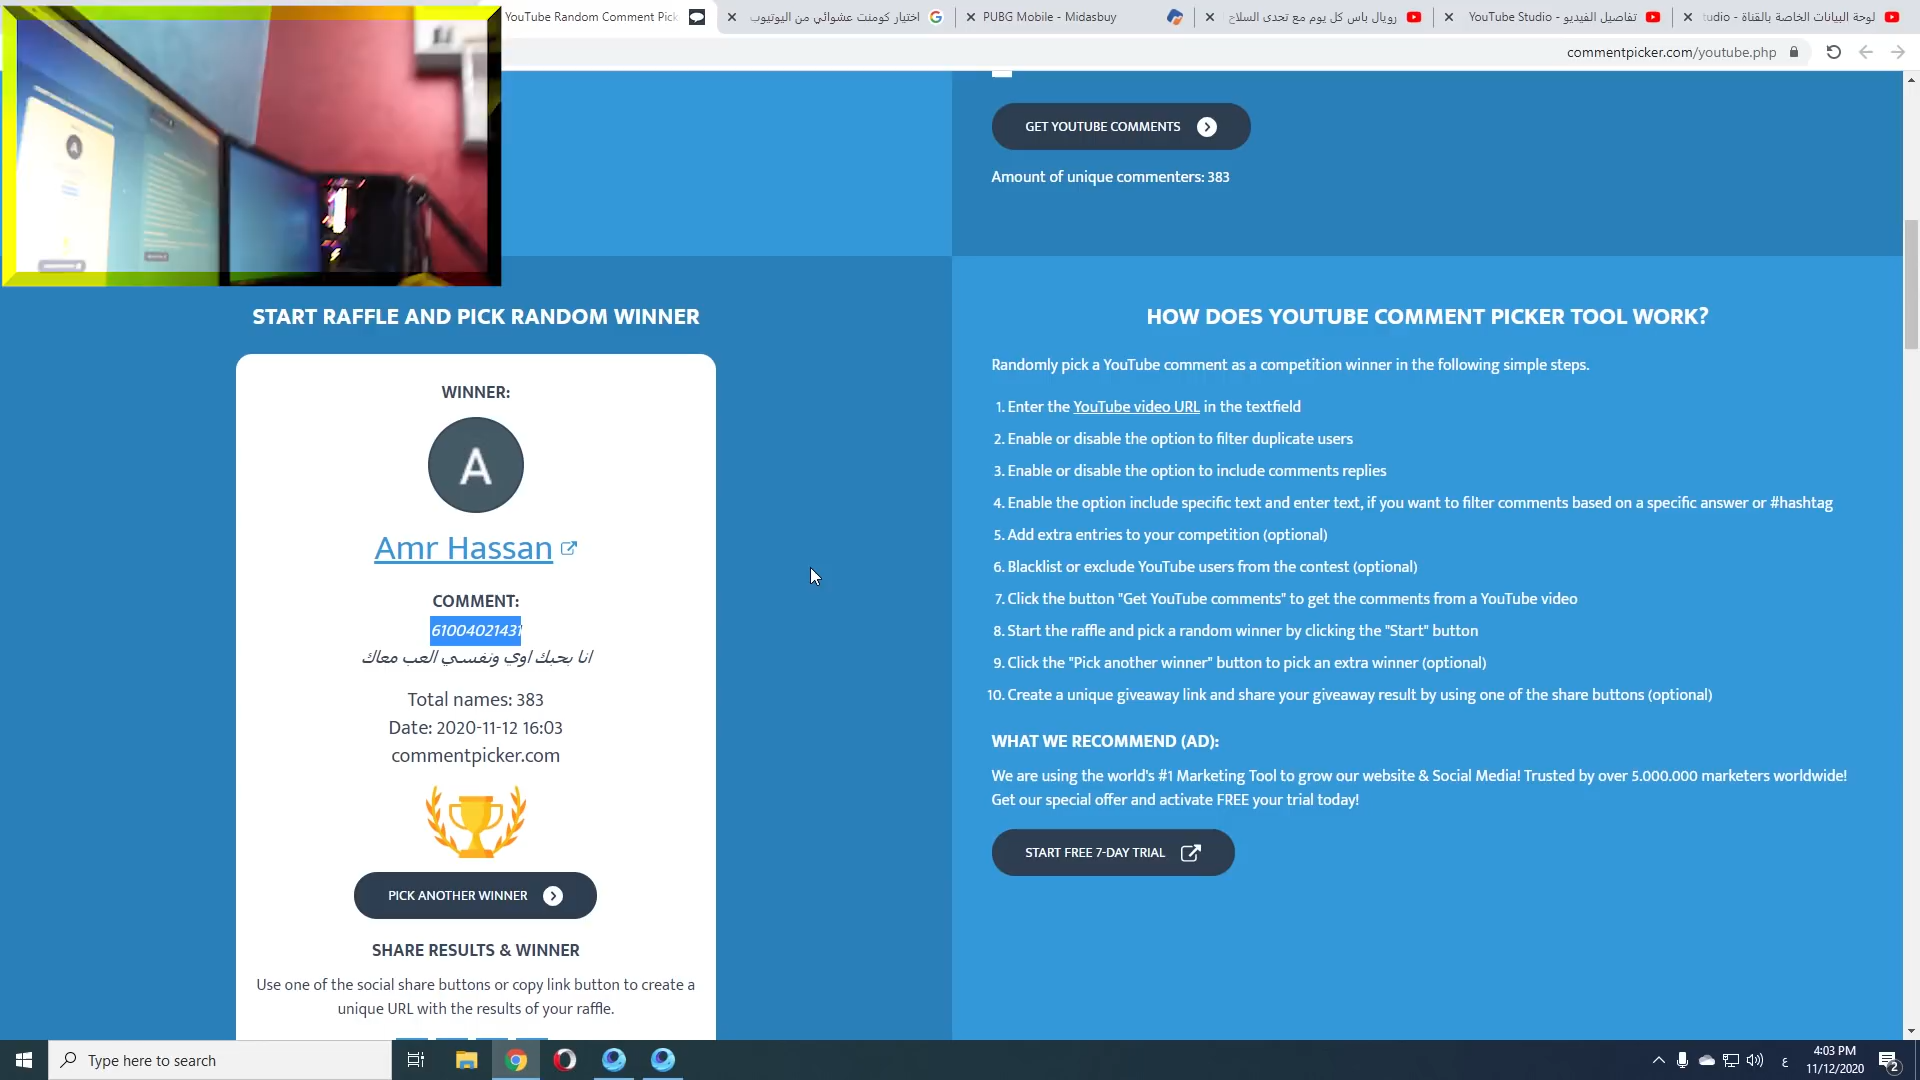 YouTube Random Comment Pick
اختيار كومنت عشوائي من اليوتيوب
PUBG Mobile - Midasbuy
رويال باس كل يوم مع تحدى السلاح
تفاصيل الفيديو - YouTube Studio
لوحة البيانات الخاصة بالقناة - tudio
commentpicker.com/youtube.php
GET YOUTUBE COMMENTS
Amount of unique commenters: 383
START RAFFLE AND PICK RANDOM WINNER
WINNER:
A
Amr Hassan
COMMENT:
61004021431
انا بحبك اوي ونفسي العب معاك
Total names: 383
Date: 2020-11-12 16:03
commentpicker.com
PICK ANOTHER WINNER
SHARE RESULTS & WINNER
Use one of the social share buttons or copy link button to create a
unique URL with the results of your raffle.
HOW DOES YOUTUBE COMMENT PICKER TOOL WORK?
Randomly pick a YouTube comment as a competition winner in the following simple steps.
1. Enter the YouTube video URL in the textfield
2. Enable or disable the option to filter duplicate users
3. Enable or disable the option to include comments replies
4. Enable the option include specific text and enter text, if you want to filter comments based on a specific answer or #hashtag
5. Add extra entries to your competition (optional)
6. Blacklist or exclude YouTube users from the contest (optional)
7. Click the button "Get YouTube comments" to get the comments from a YouTube video
8. Start the raffle and pick a random winner by clicking the "Start" button
9. Click the "Pick another winner" button to pick an extra winner (optional)
10. Create a unique giveaway link and share your giveaway result by using one of the share buttons (optional)
WHAT WE RECOMMEND (AD):
We are using the world's #1 Marketing Tool to grow our website & Social Media! Trusted by over 5.000.000 marketers worldwide!
Get our special offer and activate FREE your trial today!
START FREE 7-DAY TRIAL
Type here to search
ع
4:03 PM
11/12/2020
2